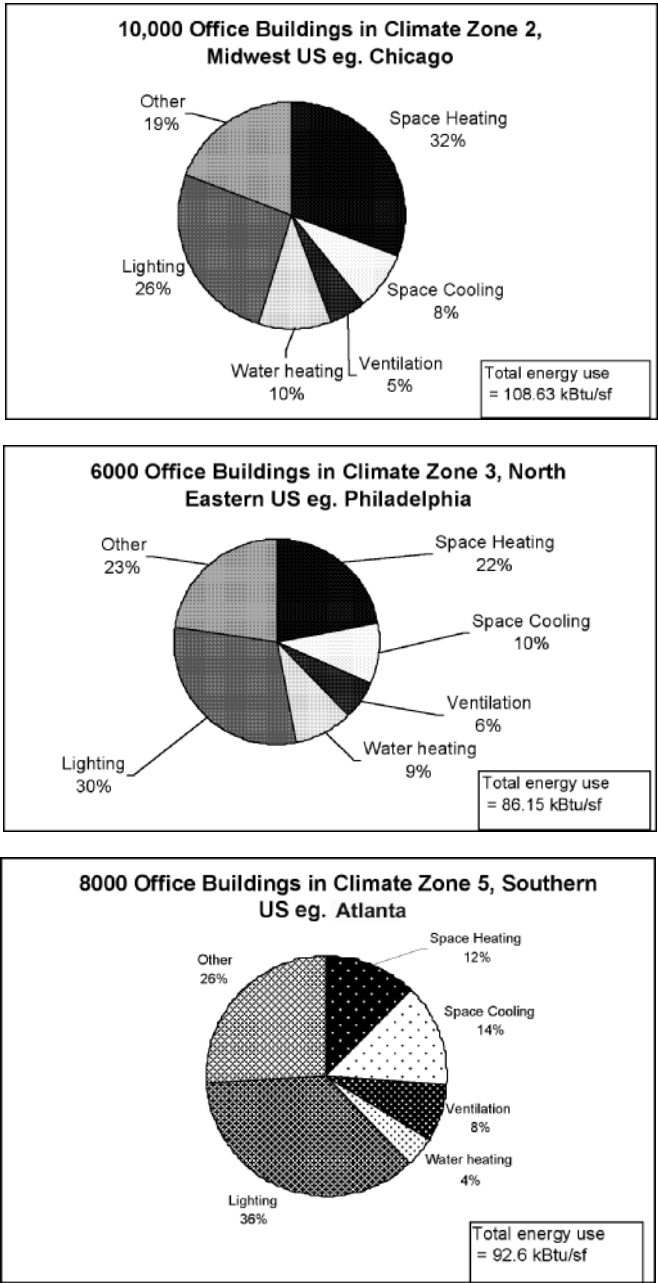 10,000 Office Buildings in Climate Zone 2,
Midwest US eg. Chicago
Other
19%
Space Heating
32%
Lighting
26%
Space Cooling
8%
Water heating
10%
Ventilation
5%
Total energy use
= 108.63 kBtu/sf
6000 Office Buildings in Climate Zone 3, North
Eastern US eg. Philadelphia
Other
23%
Space Heating
22%
Space Cooling
10%
Ventilation
6%
Water heating
9%
Lighting
30%
Total energy use
= 86.15 kBtu/sf
8000 Office Buildings in Climate Zone 5, Southern
US eg. Atlanta
Other
26%
Space Heating
12%
Space Cooling
14%
Ventilation
8%
Water heating
4%
Lighting
36%
Total energy use
= 92.6 kBtu/sf